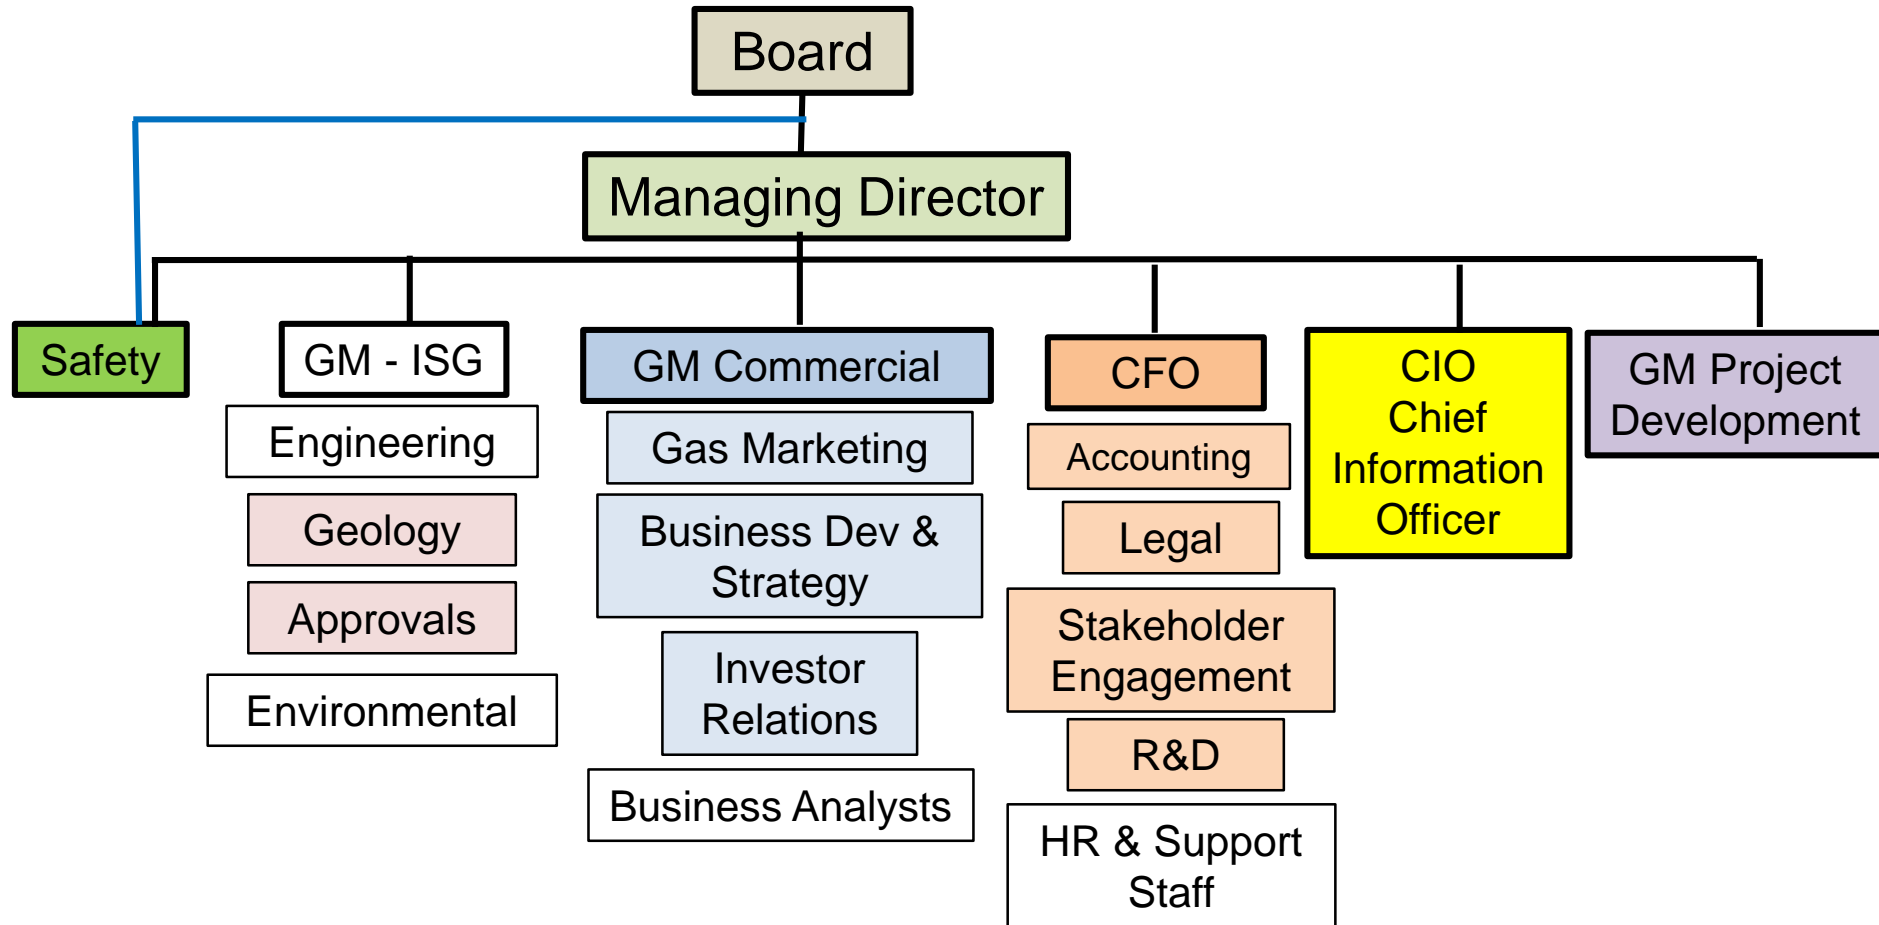 Board
Managing Director
Safety
GM - ISG
Engineering
Geology
Approvals
Environmental
GM Commercial
Gas Marketing
Business Dev &
Strategy
Investor
Relations
Business Analysts
CFO
Accounting
Legal
Stakeholder
Engagement
R&D
HR & Support
Staff
CIO
Chief
Information
Officer
GM Project
Development